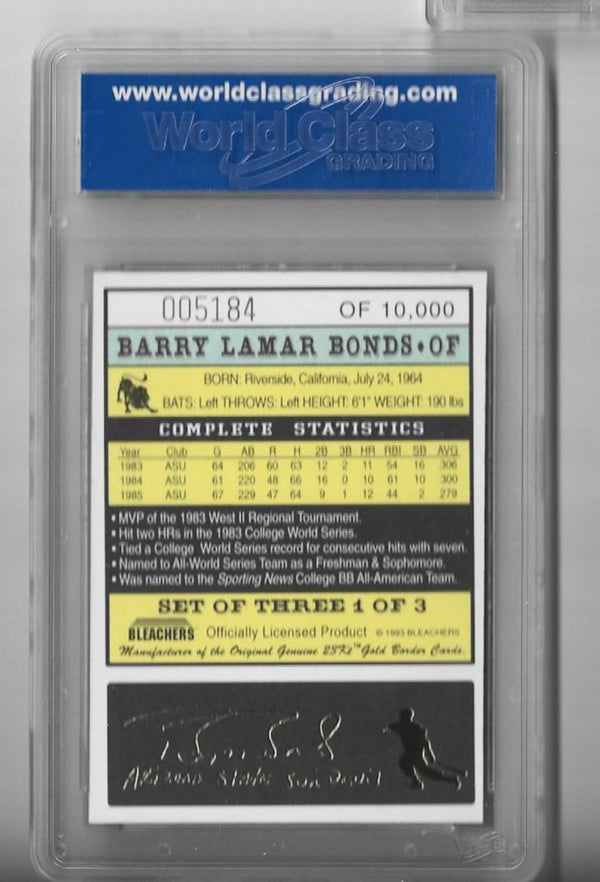 www.worldclassgrading.com
World Class
GRADING
005184 OF 10,000
BARRY LAMAR BONDS•OF
BORN: Riverside, California, July 24, 1964
BATS: Left THROWS: Left HEIGHT: 6'1" WEIGHT: 190 lbs
COMPLETE STATISTICS
Year Club G AB R H 2B 3B HR RBI SB AVG.
1983 ASU 64 206 60 63 12 2 11 54 16 306
1984 ASU 61 220 48 66 16 0 10 61 10 300
1985 ASU 67 229 47 64 9 1 12 44 2 279
• MVP of the 1983 West II Regional Tournament.
• Hit two HRs in the 1983 College World Series.
• Tied a College World Series record for consecutive hits with seven.
• Named to All-World Series Team as a Freshman & Sophomore.
• Was named to the Sporting News College BB All-American Team.
SET OF THREE 1 OF 3
BLEACHERS Officially Licensed Product © 1993 BLEACHERS
Manufacturer of the Original Genuine 23Kt™ Gold Border Cards.
Arizona State Sun Devil